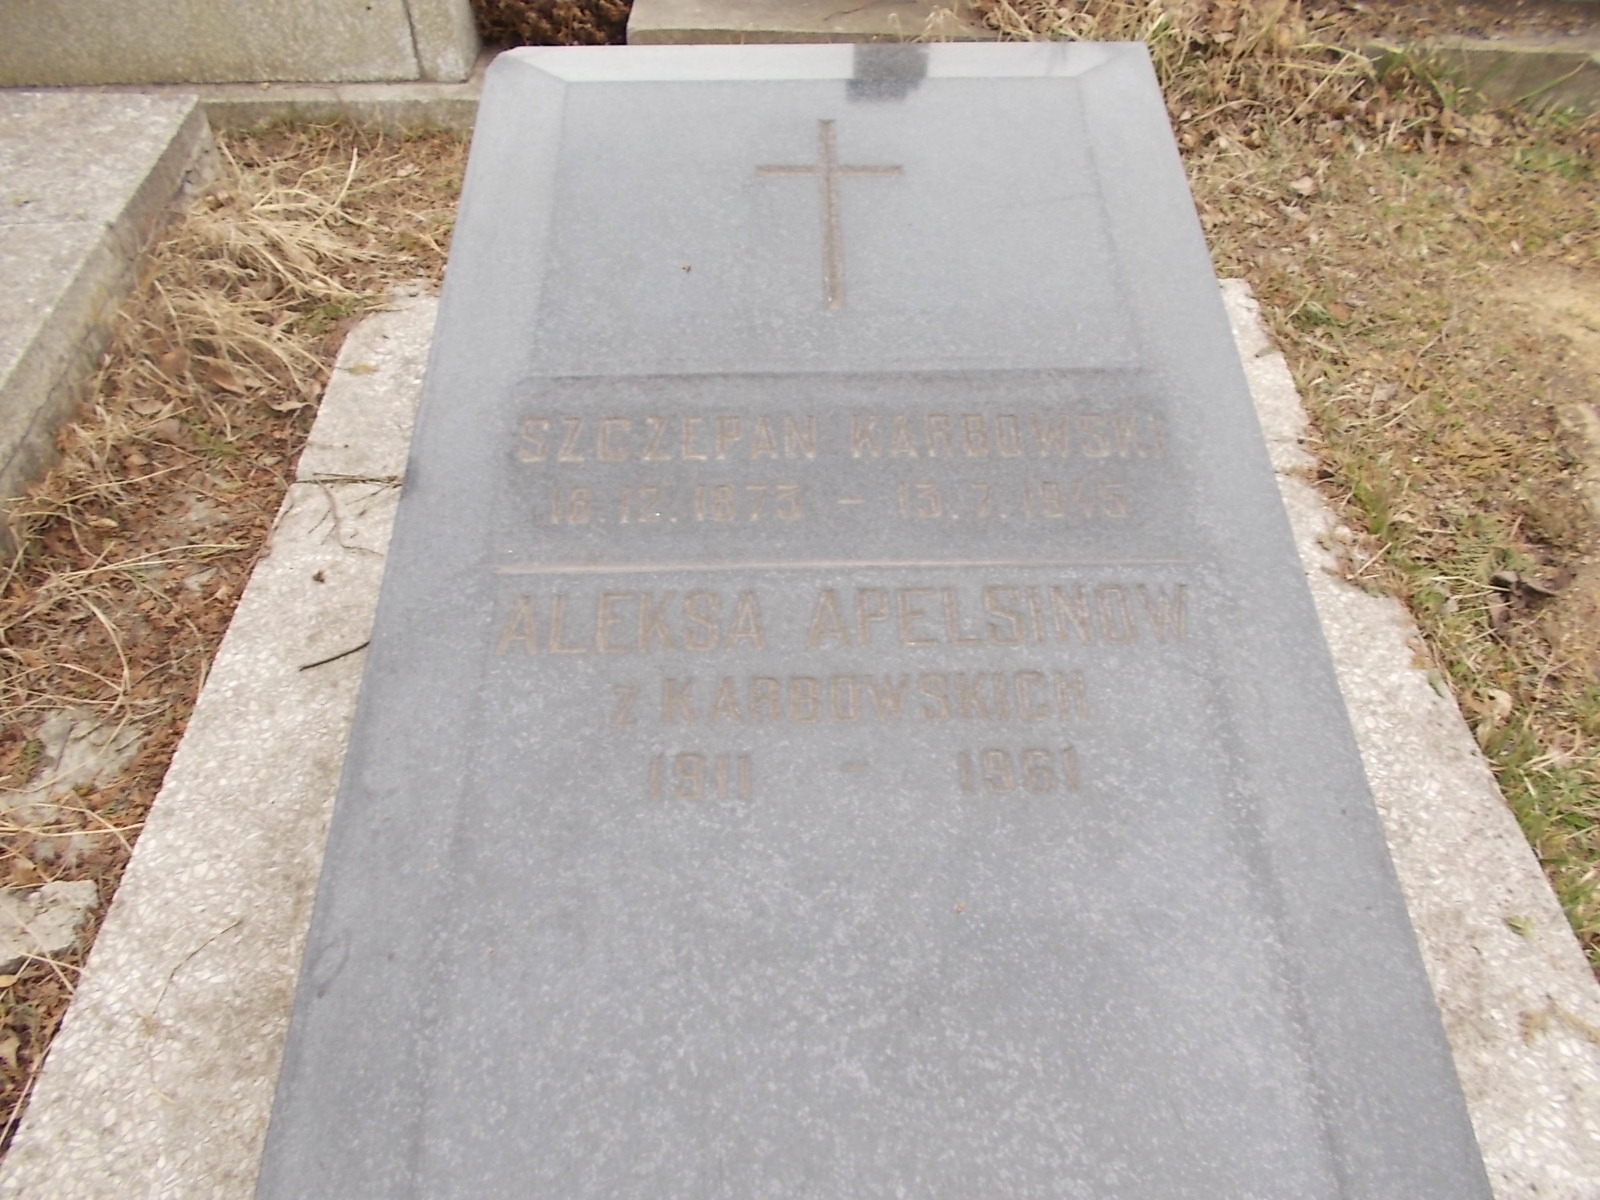 SZCZEPAN KARBOWSKI
16.12.1873 - 13.7.1945
ALEKSA APELSINOW
z KARBOWSKICH
1911 - 1961